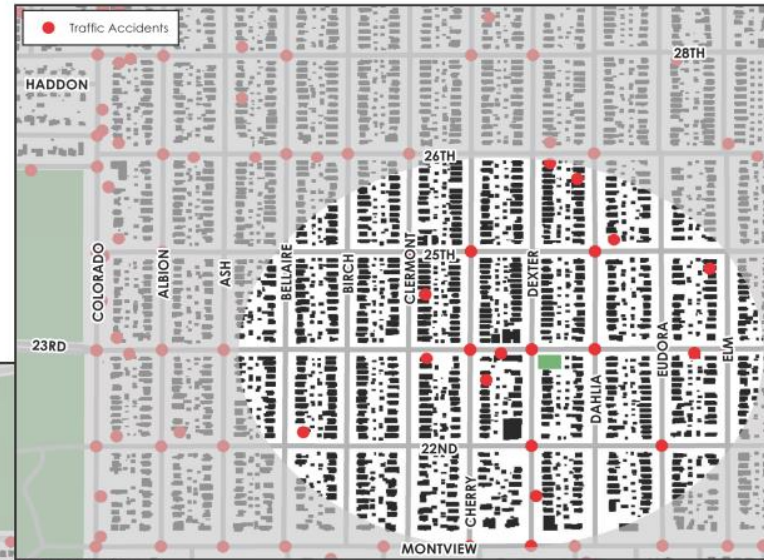 Traffic Accidents
28TH
HADDON
26TH
COLORADO
ALBION
ASH
BELLAIRE
BIRCH
CLERMONT
25TH
DEXTER
23RD
DAHLIA
EUDORA
ELM
22ND
CHERRY
MONTVIEW